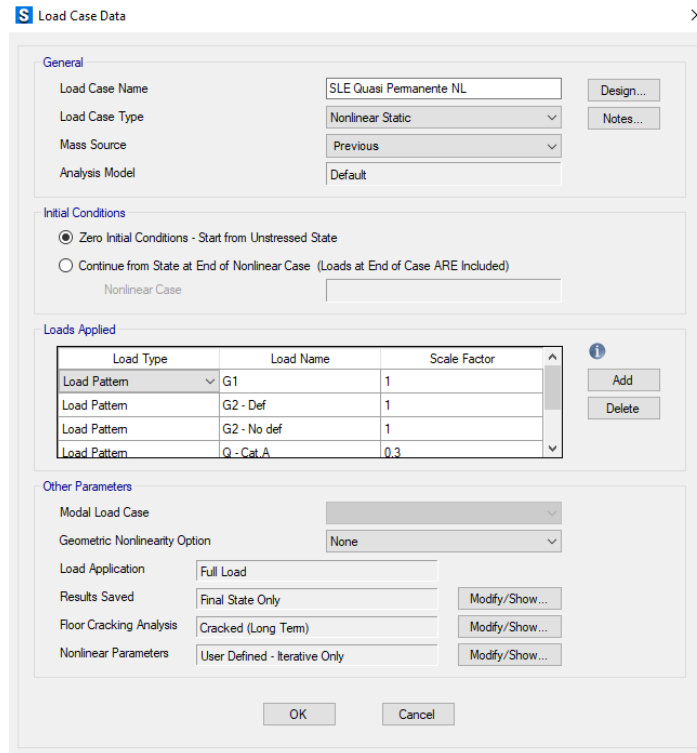 S Load Case Data
General
Load Case Name SLE Quasi Permanente NL Design...
Load Case Type Nonlinear Static Notes...
Mass Source Previous
Analysis Model Default
Initial Conditions
Zero Initial Conditions - Start from Unstressed State
Continue from State at End of Nonlinear Case (Loads at End of Case ARE Included)
Nonlinear Case
Loads Applied
Load Type Load Name Scale Factor
Load Pattern G1 1 Add
Load Pattern G2 - Def 1 Delete
Load Pattern G2 - No def 1
Load Pattern Q - Cat.A 0.3
Other Parameters
Modal Load Case
Geometric Nonlinearity Option None
Load Application Full Load
Results Saved Final State Only Modify/Show...
Floor Cracking Analysis Cracked (Long Term) Modify/Show...
Nonlinear Parameters User Defined - Iterative Only Modify/Show...
OK Cancel